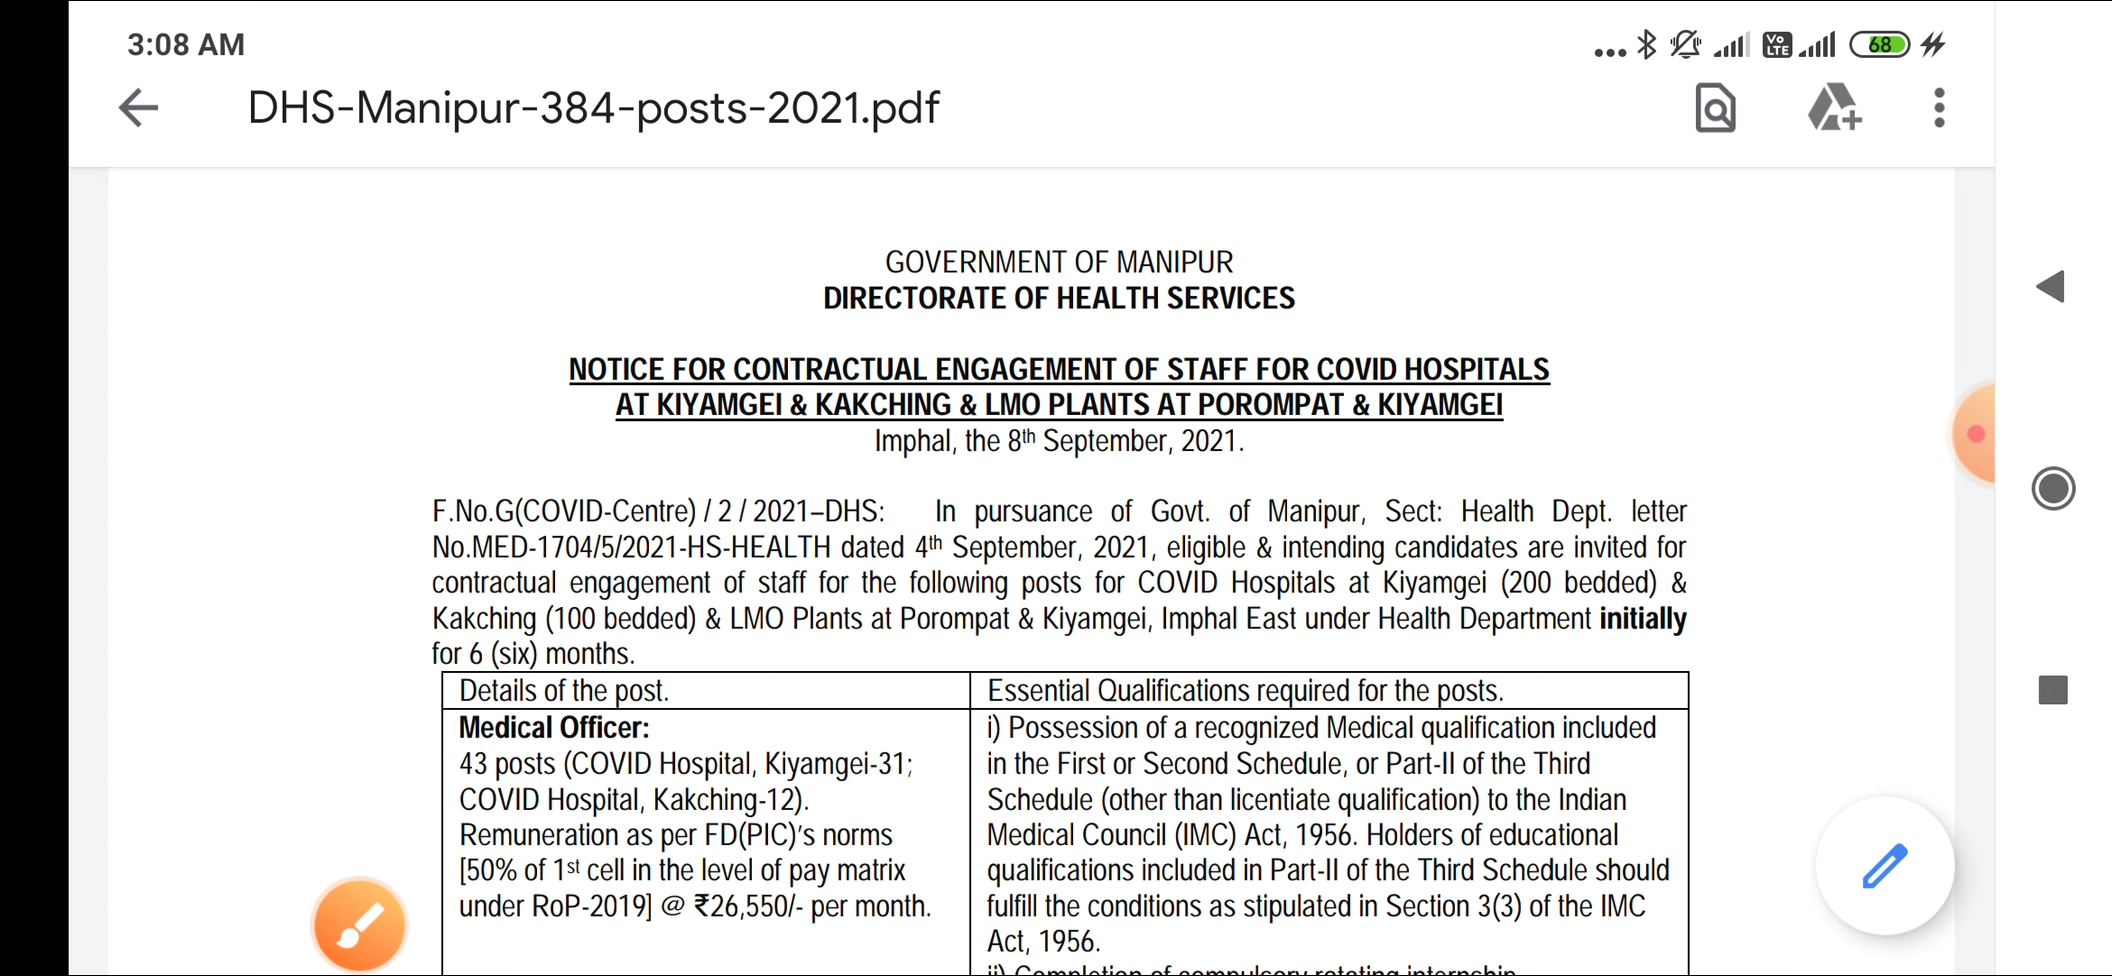 3:08 AM
Vo LTE
68
DHS-Manipur-384-posts-2021.pdf
GOVERNMENT OF MANIPUR
DIRECTORATE OF HEALTH SERVICES
NOTICE FOR CONTRACTUAL ENGAGEMENT OF STAFF FOR COVID HOSPITALS
AT KIYAMGEI & KAKCHING & LMO PLANTS AT POROMPAT & KIYAMGEI
Imphal, the 8th September, 2021.
F.No.G(COVID-Centre) / 2 / 2021–DHS: In pursuance of Govt. of Manipur, Sect: Health Dept. letter
No.MED-1704/5/2021-HS-HEALTH dated 4th September, 2021, eligible & intending candidates are invited for
contractual engagement of staff for the following posts for COVID Hospitals at Kiyamgei (200 bedded) &
Kakching (100 bedded) & LMO Plants at Porompat & Kiyamgei, Imphal East under Health Department initially
for 6 (six) months.
Details of the post.
Essential Qualifications required for the posts.
Medical Officer:
43 posts (COVID Hospital, Kiyamgei-31;
COVID Hospital, Kakching-12).
Remuneration as per FD(PIC)'s norms
[50% of 1st cell in the level of pay matrix
under RoP-2019] @ ₹26,550/- per month.
i) Possession of a recognized Medical qualification included
in the First or Second Schedule, or Part-II of the Third
Schedule (other than licentiate qualification) to the Indian
Medical Council (IMC) Act, 1956. Holders of educational
qualifications included in Part-II of the Third Schedule should
fulfill the conditions as stipulated in Section 3(3) of the IMC
Act, 1956.
ii) Completion of compulsory rotating internship